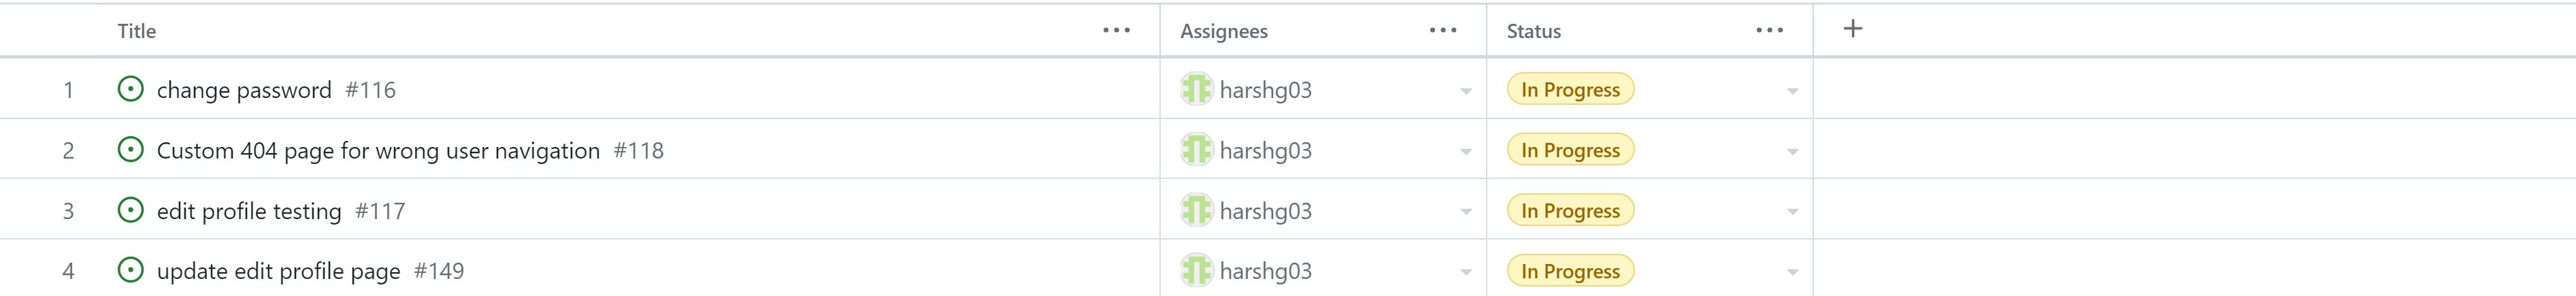 Title ... Assignees ... Status ... +
1 change password #116 harshg03 In Progress
2 Custom 404 page for wrong user navigation #118 harshg03 In Progress
3 edit profile testing #117 harshg03 In Progress
4 update edit profile page #149 harshg03 In Progress